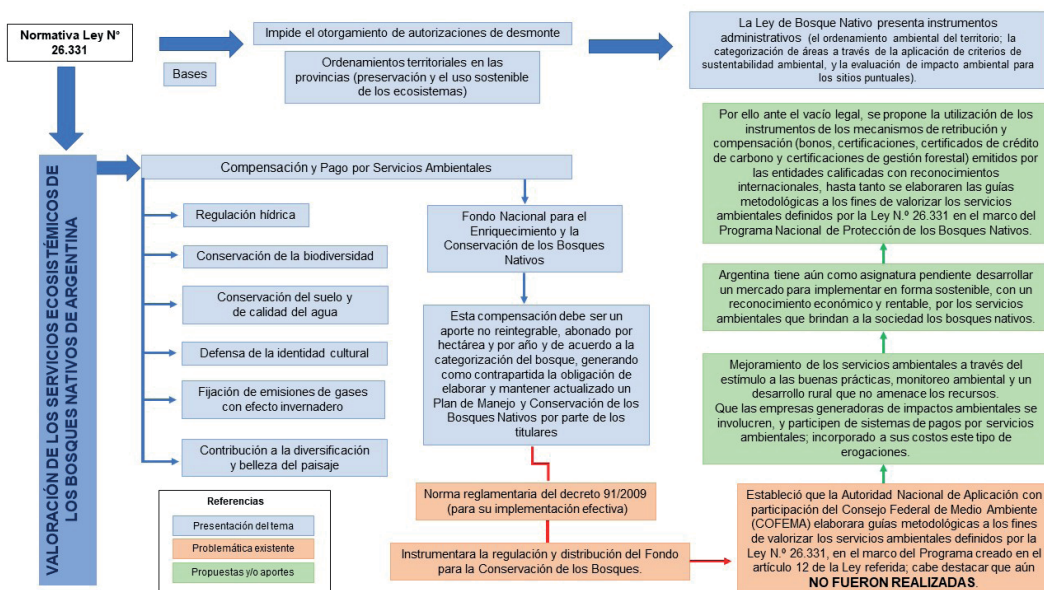 Normativa Ley N°
26.331
Bases
Impide el otorgamiento de autorizaciones de desmonte
Ordenamientos territoriales en las
provincias (preservación y el uso sostenible
de los ecosistemas)
La Ley de Bosque Nativo presenta instrumentos
administrativos (el ordenamiento ambiental del territorio; la
categorización de áreas a través de la aplicación de criterios de
sustentabilidad ambiental, y la evaluación de impacto ambiental para
los sitios puntuales).
VALORACIÓN DE LOS SERVICIOS ECOSISTÉMICOS DE
LOS BOSQUES NATIVOS DE ARGENTINA
Compensación y Pago por Servicios Ambientales
Regulación hídrica
Conservación de la biodiversidad
Conservación del suelo y
de calidad del agua
Defensa de la identidad cultural
Fijación de emisiones de gases
con efecto invernadero
Contribución a la diversificación
y belleza del paisaje
Fondo Nacional para el
Enriquecimiento y la
Conservación de los Bosques
Nativos
Esta compensación debe ser un
aporte no reintegrable, abonado por
hectárea y por año y de acuerdo a la
categorización del bosque, generando
como contrapartida la obligación de
elaborar y mantener actualizado un
Plan de Manejo y Conservación de
los Bosques Nativos por parte de los
titulares
Norma reglamentaria del decreto 91/2009
(para su implementación efectiva)
Instrumentara la regulación y distribución del Fondo
para la Conservación de los Bosques.
Estableció que la Autoridad Nacional de Aplicación con
participación del Consejo Federal de Medio Ambiente
(COFEMA) elaborara guías metodológicas a los fines
de valorizar los servicios ambientales definidos por la
Ley N.º 26.331, en el marco del Programa creado en el
artículo 12 de la Ley referida; cabe destacar que aún
NO FUERON REALIZADAS.
Mejoramiento de los servicios ambientales a través del
estímulo a las buenas prácticas, monitoreo ambiental y un
desarrollo rural que no amenace los recursos.
Que las empresas generadoras de impactos ambientales se
involucren, y participen de sistemas de pagos por servicios
ambientales; incorporado a sus costos este tipo de
erogaciones.
Argentina tiene aún como asignatura pendiente desarrollar
un mercado para implementar en forma sostenible, con un
reconocimiento económico y rentable, por los servicios
ambientales que brindan a la sociedad los bosques nativos.
Por ello ante el vacío legal, se propone la utilización de los
instrumentos de los mecanismos de retribución y
compensación (bonos, certificaciones, certificados de crédito
de carbono y certificaciones de gestión forestal) emitidos por
las entidades calificadas con reconocimientos
internacionales, hasta tanto se elaboraren las guías
metodológicas a los fines de valorizar los servicios
ambientales definidos por la Ley N.º 26.331 en el marco del
Programa Nacional de Protección de los Bosques Nativos.
Referencias
Presentación del tema
Problemática existente
Propuestas y/o aportes